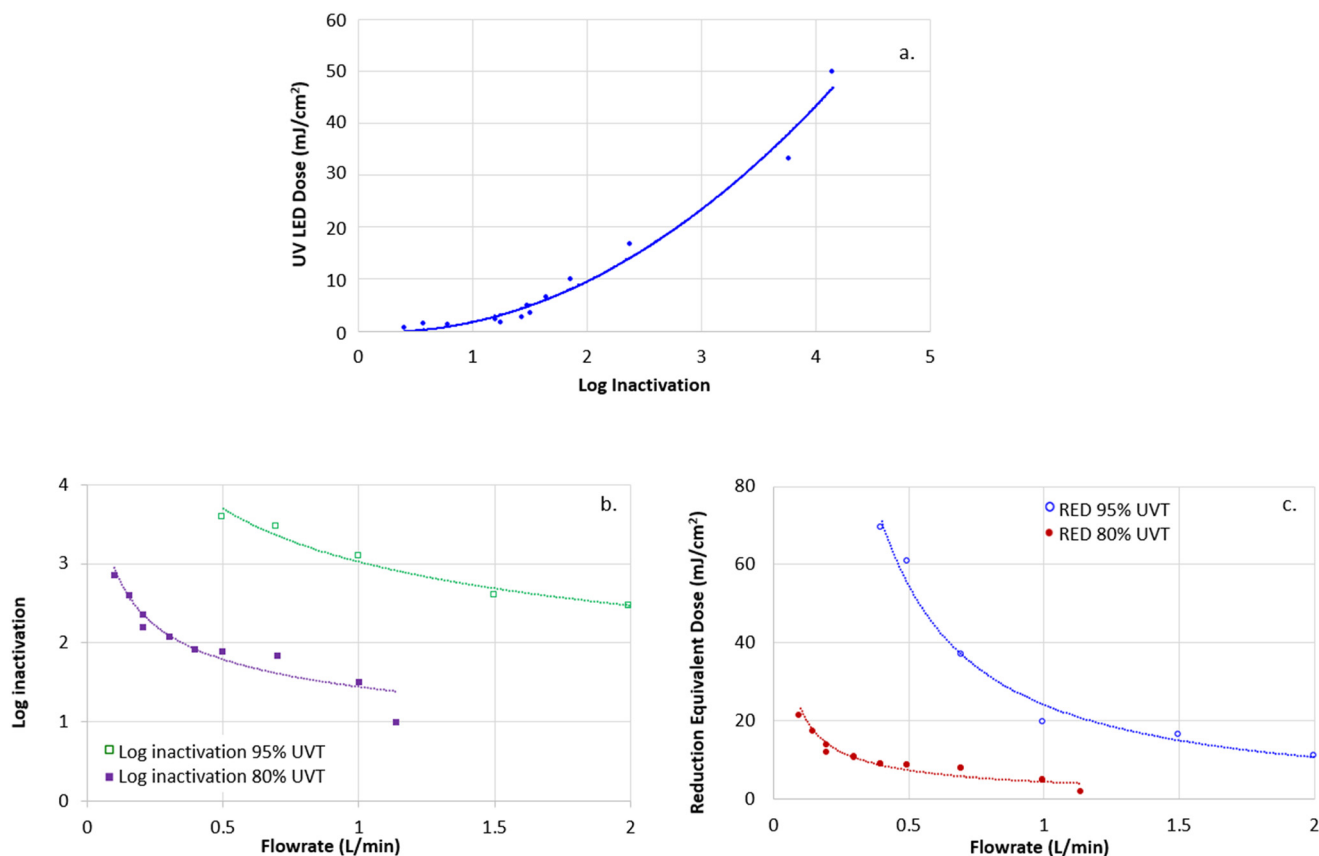 a.
UV LED Dose (mJ/cm²)
60
50
40
30
20
10
0
0 1 2 3 4 5
Log Inactivation
b.
Log inactivation
4
3
2
1
0
Log inactivation 95% UVT
Log inactivation 80% UVT
0 0.5 1 1.5 2
Flowrate (L/min)
c.
Reduction Equivalent Dose (mJ/cm²)
80
60
40
20
0
RED 95% UVT
RED 80% UVT
0 0.5 1 1.5 2
Flowrate (L/min)